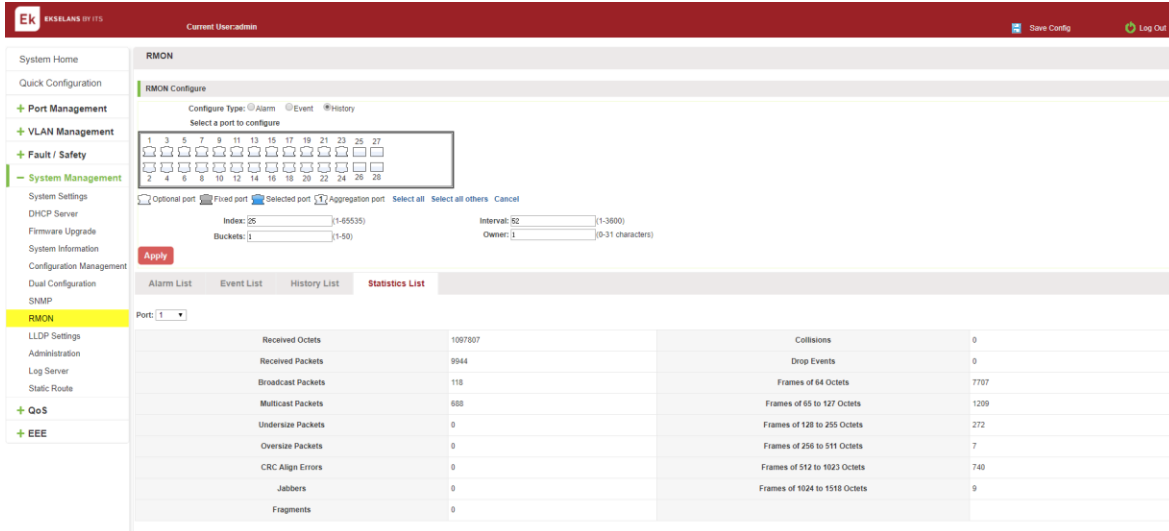 Ek EKSELANS BY ITS
Current User:admin
Save Config
Log Out
System Home
Quick Configuration
+ Port Management
+ VLAN Management
+ Fault / Safety
− System Management
System Settings
DHCP Server
Firmware Upgrade
System Information
Configuration Management
Dual Configuration
SNMP
RMON
LLDP Settings
Administration
Log Server
Static Route
+ QoS
+ EEE
RMON
RMON Configure
Configure Type: Alarm Event History
Select a port to configure
1 3 5 7 9 11 13 15 17 19 21 23 25 27
2 4 6 8 10 12 14 16 18 20 22 24 26 28
Optional port Fixed port Selected port 1 Aggregation port Select all Select all others Cancel
Index: 25 (1-65535) Interval: 52 (1-3600)
Buckets: 1 (1-50) Owner: 1 (0-31 characters)
Apply
Alarm List Event List History List Statistics List
Port: 1
Received Octets 1097807 Collisions 0
Received Packets 9944 Drop Events 0
Broadcast Packets 118 Frames of 64 Octets 7707
Multicast Packets 688 Frames of 65 to 127 Octets 1209
Undersize Packets 0 Frames of 128 to 255 Octets 272
Oversize Packets 0 Frames of 256 to 511 Octets 7
CRC Align Errors 0 Frames of 512 to 1023 Octets 740
Jabbers 0 Frames of 1024 to 1518 Octets 9
Fragments 0